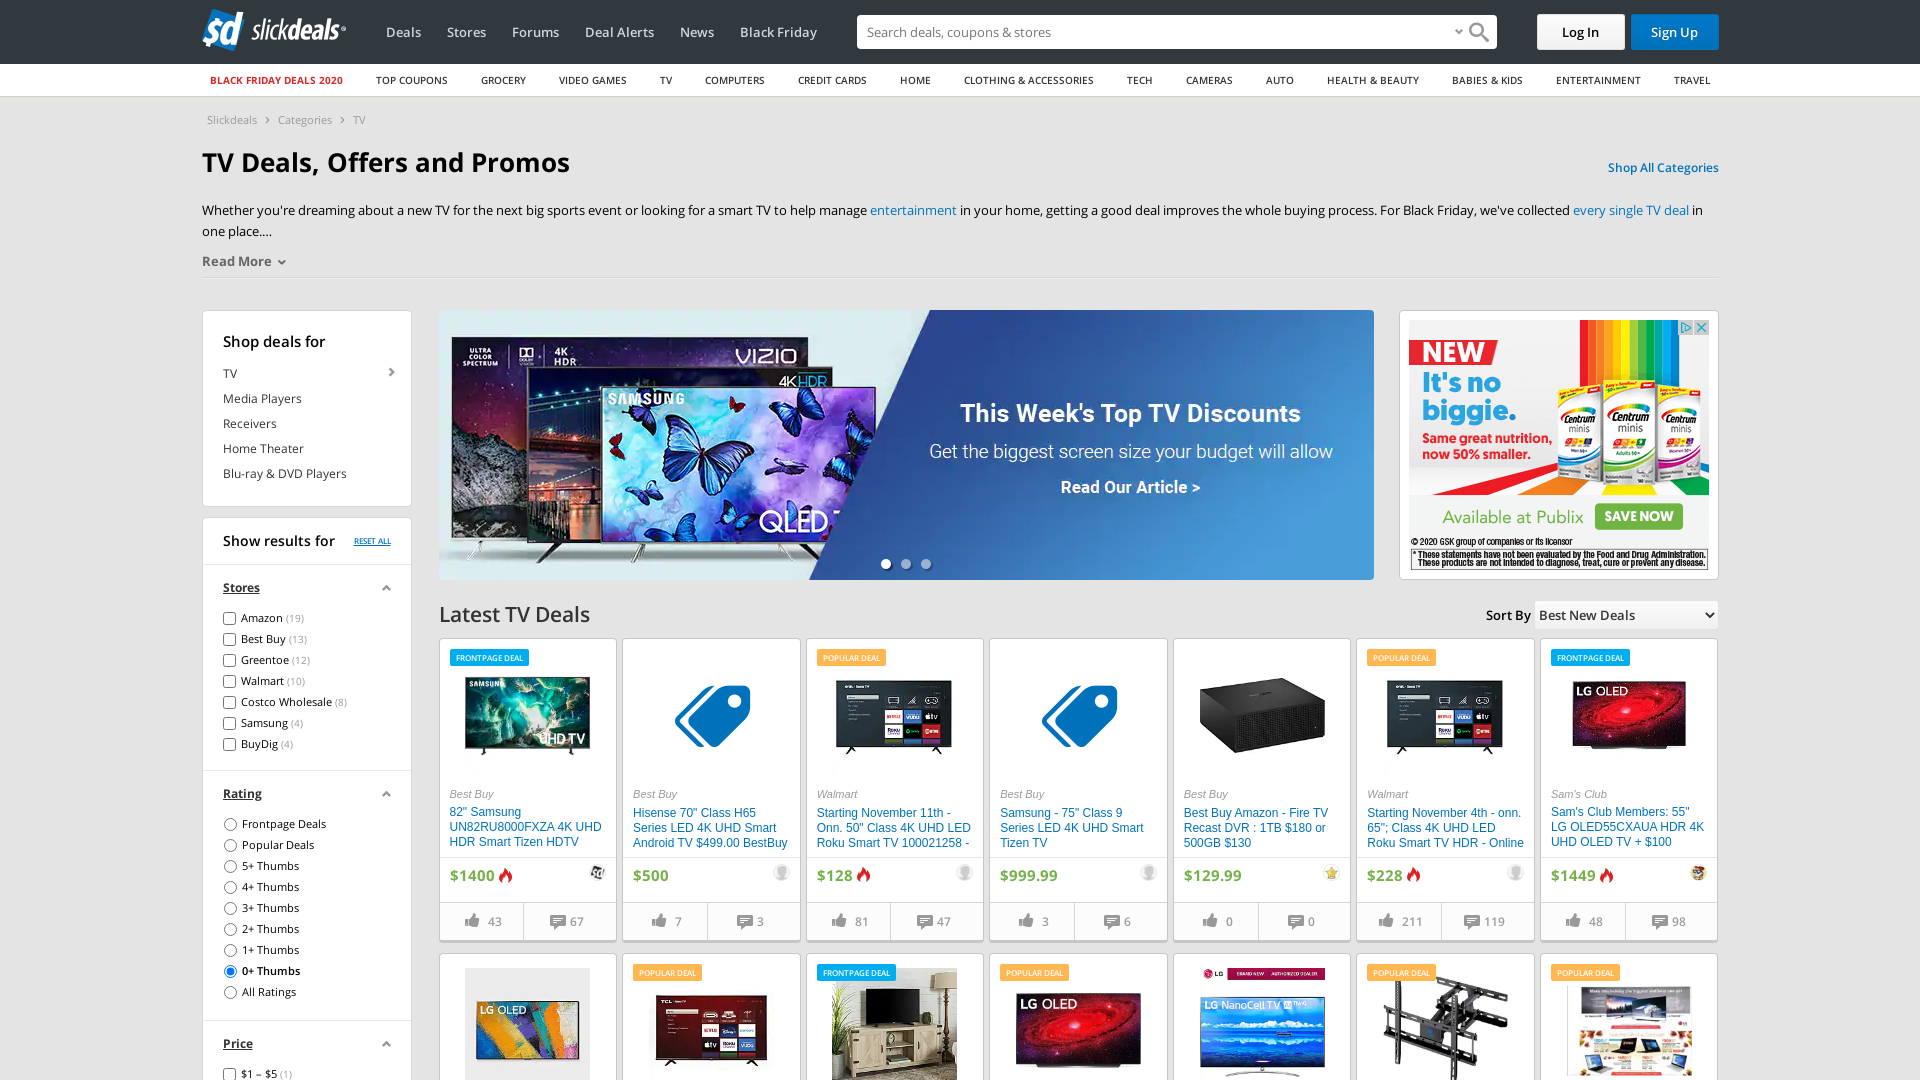 slickdeals
Deals
Stores
Forums
Deal Alerts
News
Black Friday
Search deals, coupons & stores
Log In
Sign Up
BLACK FRIDAY DEALS 2020
TOP COUPONS
GROCERY
VIDEO GAMES
TV
COMPUTERS
CREDIT CARDS
HOME
CLOTHING & ACCESSORIES
TECH
CAMERAS
AUTO
HEALTH & BEAUTY
BABIES & KIDS
ENTERTAINMENT
TRAVEL
Slickdeals > Categories > TV
TV Deals, Offers and Promos
Shop All Categories
Whether you're dreaming about a new TV for the next big sports event or looking for a smart TV to help manage entertainment in your home, getting a good deal improves the whole buying process. For Black Friday, we've collected every single TV deal in
one place....
Read More
Shop deals for
TV
Media Players
Receivers
Home Theater
Blu-ray & DVD Players
Show results for
RESET ALL
Stores
Amazon (19)
Best Buy (13)
Greentoe (12)
Walmart (10)
Costco Wholesale (8)
Samsung (4)
BuyDig (4)
Rating
Frontpage Deals
Popular Deals
5+ Thumbs
4+ Thumbs
3+ Thumbs
2+ Thumbs
1+ Thumbs
0+ Thumbs
All Ratings
Price
$1 – $5 (1)
ULTRA
COLOR
SPECTRUM
4K
HDR
VIZIO
4K HDR
SAMSUNG
QLED T
This Week's Top TV Discounts
Get the biggest screen size your budget will allow
Read Our Article >
NEW
It's no
biggie.
Same great nutrition,
now 50% smaller.
Centrum
minis
Centrum
minis
Adults 50+
Centrum
minis
Available at Publix
SAVE NOW
© 2020 GSK group of companies or its licensor
* These statements have not been evaluated by the Food and Drug Administration.
These products are not intended to diagnose, treat, cure or prevent any disease.
Latest TV Deals
Sort By
Best New Deals
FRONTPAGE DEAL
SAMSUNG
UHD TV
Best Buy
82" Samsung
UN82RU8000FXZA 4K UHD
HDR Smart Tizen HDTV
$1400
43
67
Best Buy
Hisense 70" Class H65
Series LED 4K UHD Smart
Android TV $499.00 BestBuy
$500
7
3
POPULAR DEAL
Walmart
Starting November 11th -
Onn. 50" Class 4K UHD LED
Roku Smart TV 100021258 -
$128
81
47
Best Buy
Samsung - 75" Class 9
Series LED 4K UHD Smart
Tizen TV
$999.99
3
6
Best Buy
Best Buy Amazon - Fire TV
Recast DVR : 1TB $180 or
500GB $130
$129.99
0
0
POPULAR DEAL
Walmart
Starting November 4th - onn.
65"; Class 4K UHD LED
Roku Smart TV HDR - Online
$228
211
119
FRONTPAGE DEAL
LG OLED
Sam's Club
Sam's Club Members: 55"
LG OLED55CXAUA HDR 4K
UHD OLED TV + $100
$1449
48
98
LG OLED
POPULAR DEAL
FRONTPAGE DEAL
POPULAR DEAL
LG OLED
LG
BRAND NEW
AUTHORIZED DEALER
LG NanoCell TV
POPULAR DEAL
POPULAR DEAL